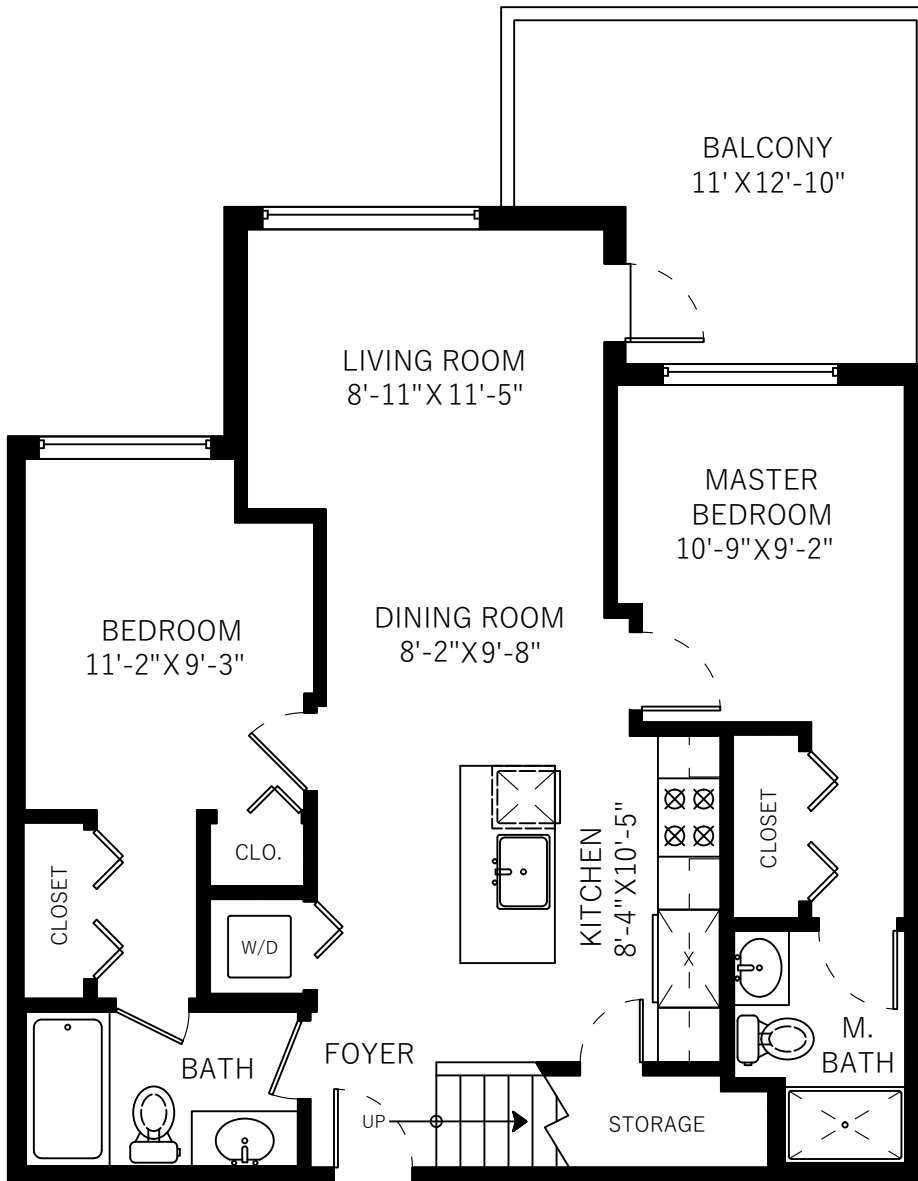 BALCONY
11' X 12'-10"
LIVING ROOM
8'-11" X 11'-5"
MASTER
BEDROOM
10'-9" X 9'-2"
BEDROOM
11'-2" X 9'-3"
DINING ROOM
8'-2" X 9'-8"
KITCHEN
8'-4" X 10'-5"
CLOSET
CLO.
CLOSET
W/D
X
M.
BATH
BATH
FOYER
UP
STORAGE